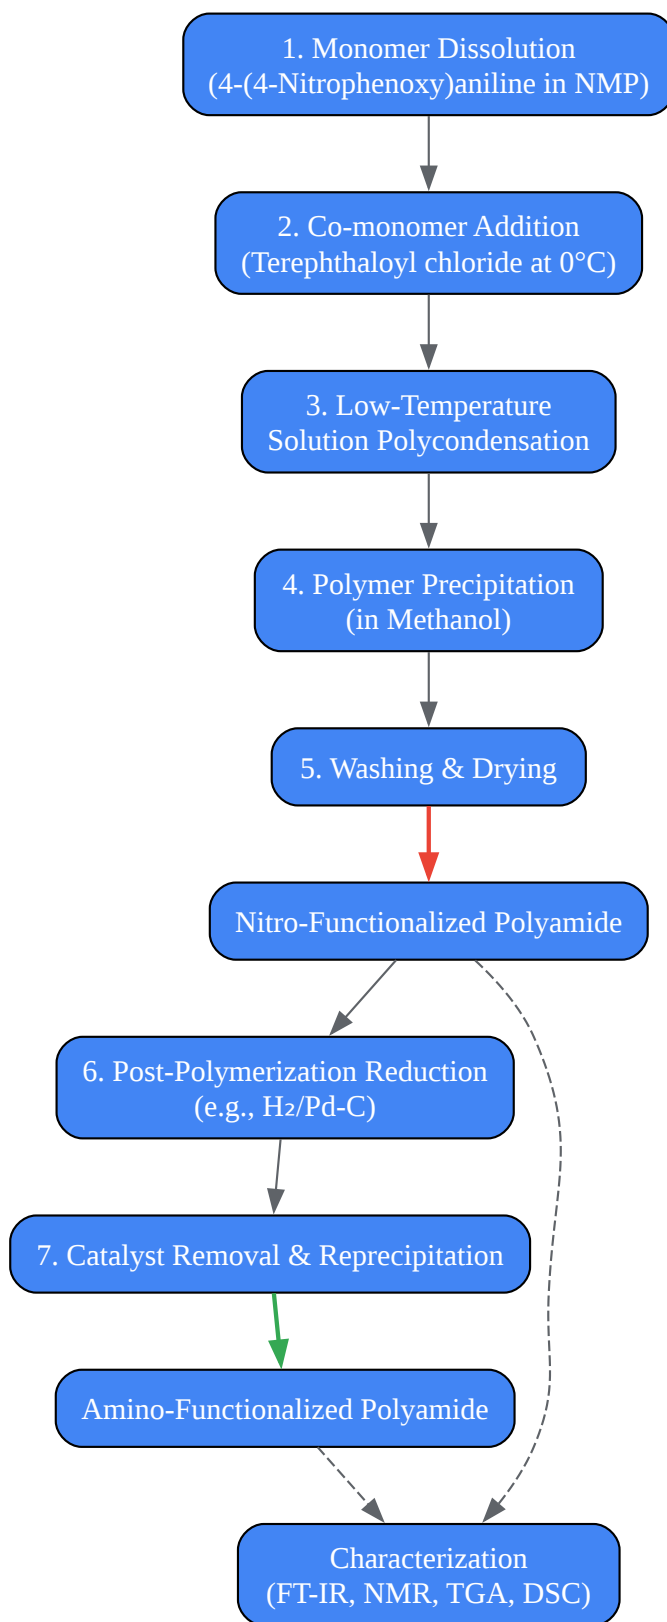 1. Monomer Dissolution
(4-(4-Nitrophenoxy)aniline in NMP)
2. Co-monomer Addition
(Terephthaloyl chloride at 0°C)
3. Low-Temperature
Solution Polycondensation
4. Polymer Precipitation
(in Methanol)
5. Washing & Drying
Nitro-Functionalized Polyamide
6. Post-Polymerization Reduction
(e.g., H₂/Pd-C)
7. Catalyst Removal & Reprecipitation
Amino-Functionalized Polyamide
Characterization
(FT-IR, NMR, TGA, DSC)